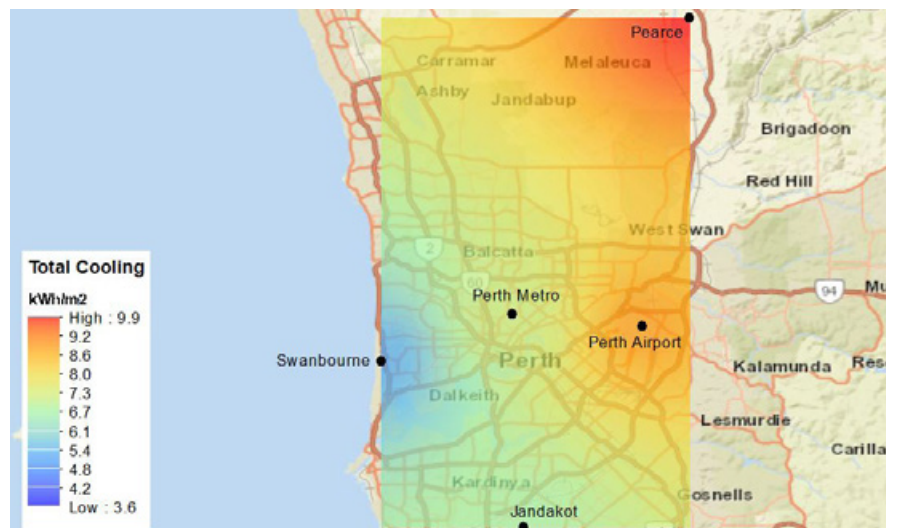 Pearce
Carramar
Melaleuca
Ashby
Jandabup
Brigadoon
Red Hill
West Swan
2
Balcatta
60
94
Perth Metro
Perth Airport
Swanbourne
Perth
Kalamunda
Dalkeith
Lesmurdie
Carilla
Kardinya
Gosnells
Jandakot
Total Cooling
kWh/m2
High : 9.9
9.2
8.6
8.0
7.3
6.7
6.1
5.4
4.8
4.2
Low : 3.6